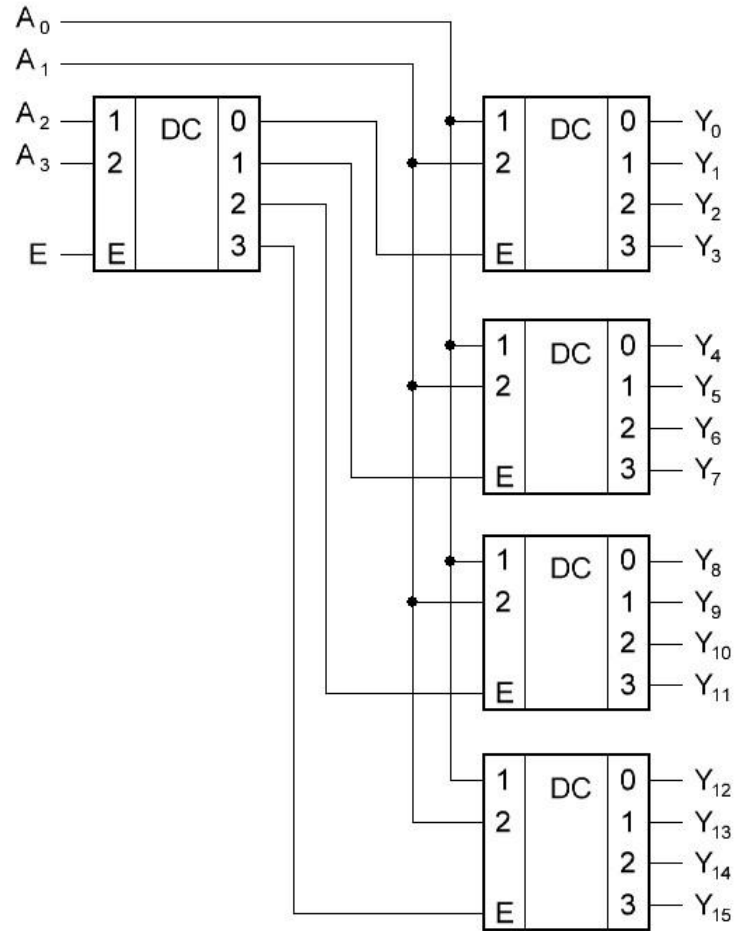 A0
A1
A2 1 DC 0 1 DC 0 Y0
A3 2 1 2 1 Y1
2 2 Y2
E E 3 E 3 Y3
1 DC 0 Y4
2 1 Y5
2 Y6
E 3 Y7
1 DC 0 Y8
2 1 Y9
2 Y10
E 3 Y11
1 DC 0 Y12
2 1 Y13
2 Y14
E 3 Y15